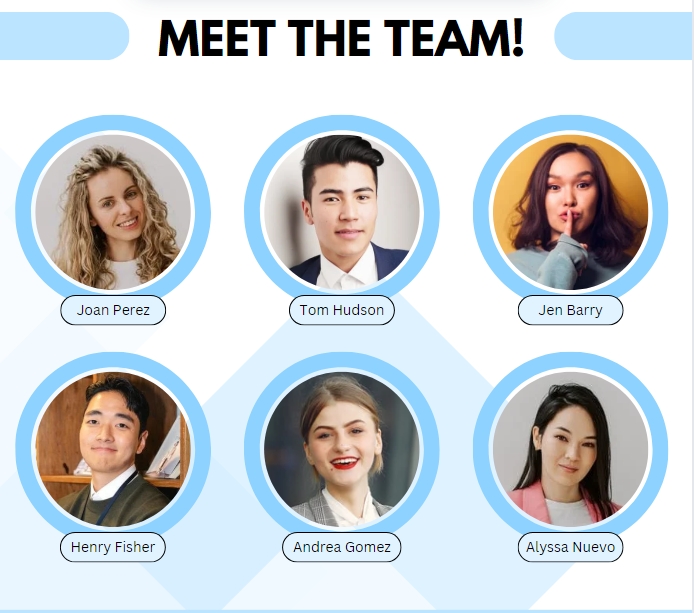 MEET THE TEAM!
Joan Perez
Tom Hudson
Jen Barry
Henry Fisher
Andrea Gomez
Alyssa Nuevo